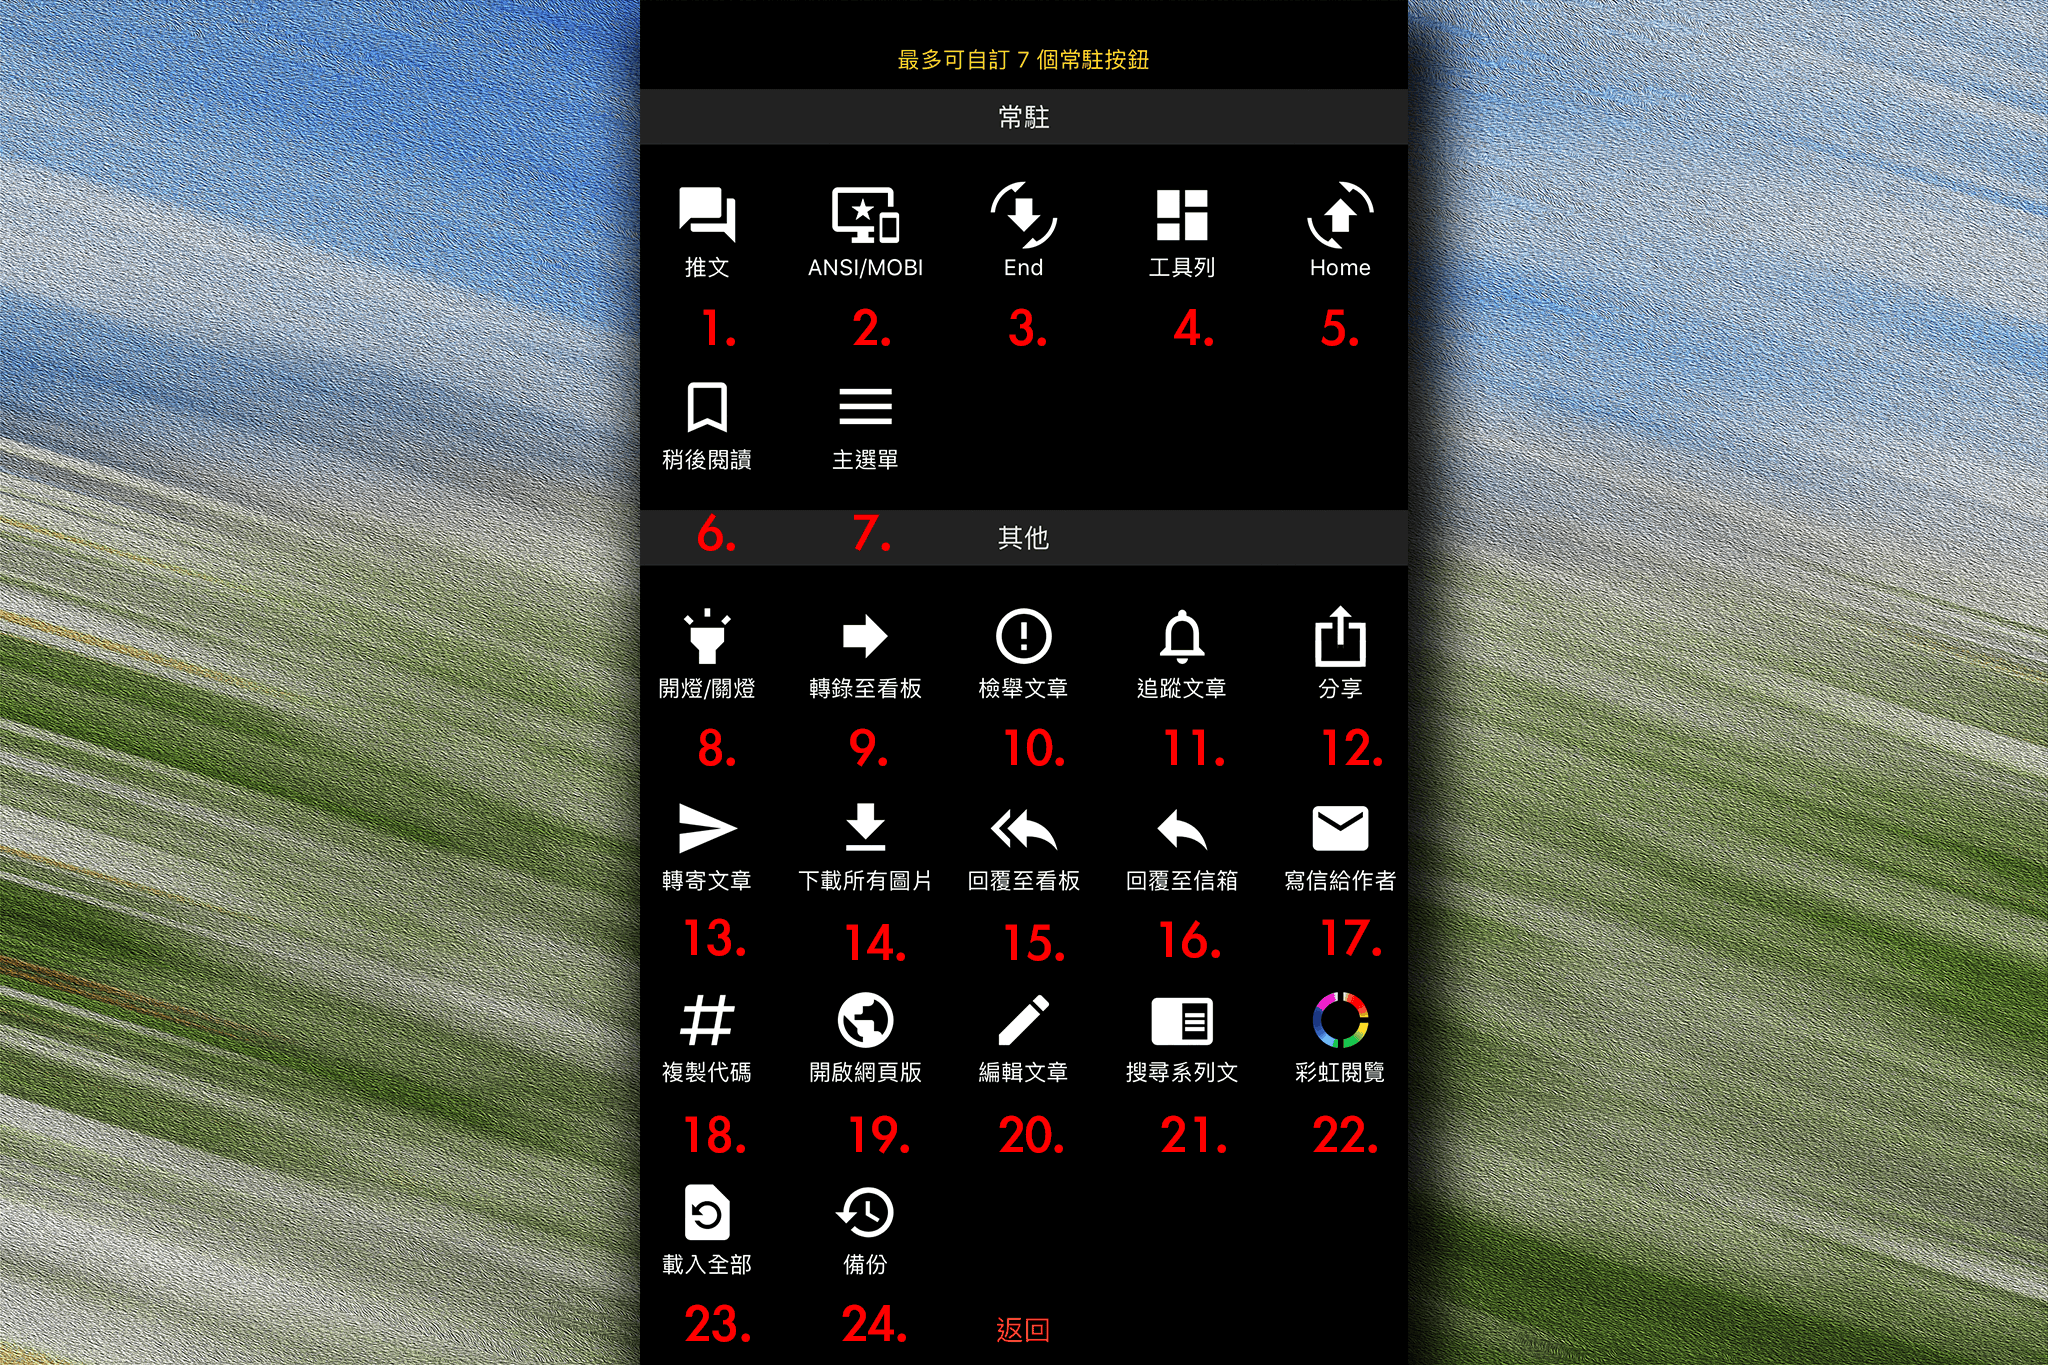 最多可自訂 7 個常駐按鈕
常駐
推文 ANSI/MOBI End 工具列 Home
1. 2. 3. 4. 5.
稍後閱讀 主選單
6. 7. 其他
開燈/關燈 轉錄至看板 檢舉文章 追蹤文章 分享
8. 9. 10. 11. 12.
轉寄文章 下載所有圖片 回覆至看板 回覆至信箱 寫信給作者
13. 14. 15. 16. 17.
複製代碼 開啟網頁版 編輯文章 搜尋系列文 彩虹閱覽
18. 19. 20. 21. 22.
載入全部 備份
23. 24. 返回